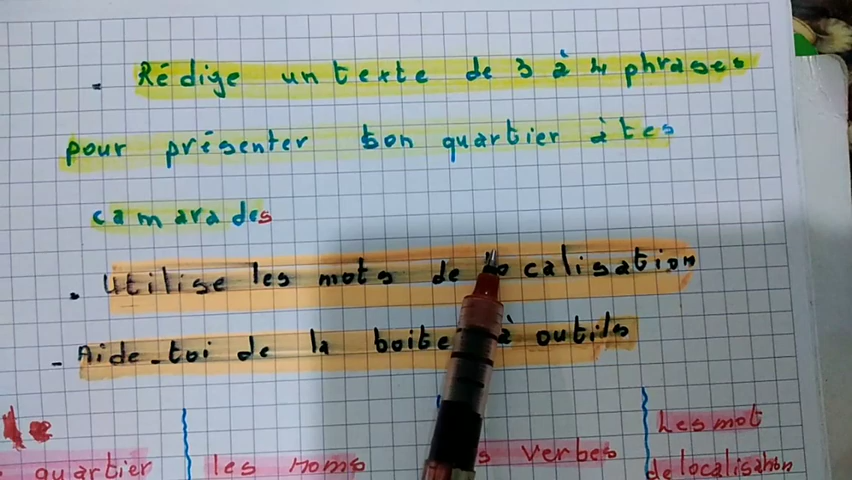 - Rédige un texte de 3 à 4 phrases
pour présenter ton quartier à tes
camarades
- Utilise les mots de localisation
- Aide-toi de la boite à outils
Le quartier
les noms
verbes
Les mot
de localisation